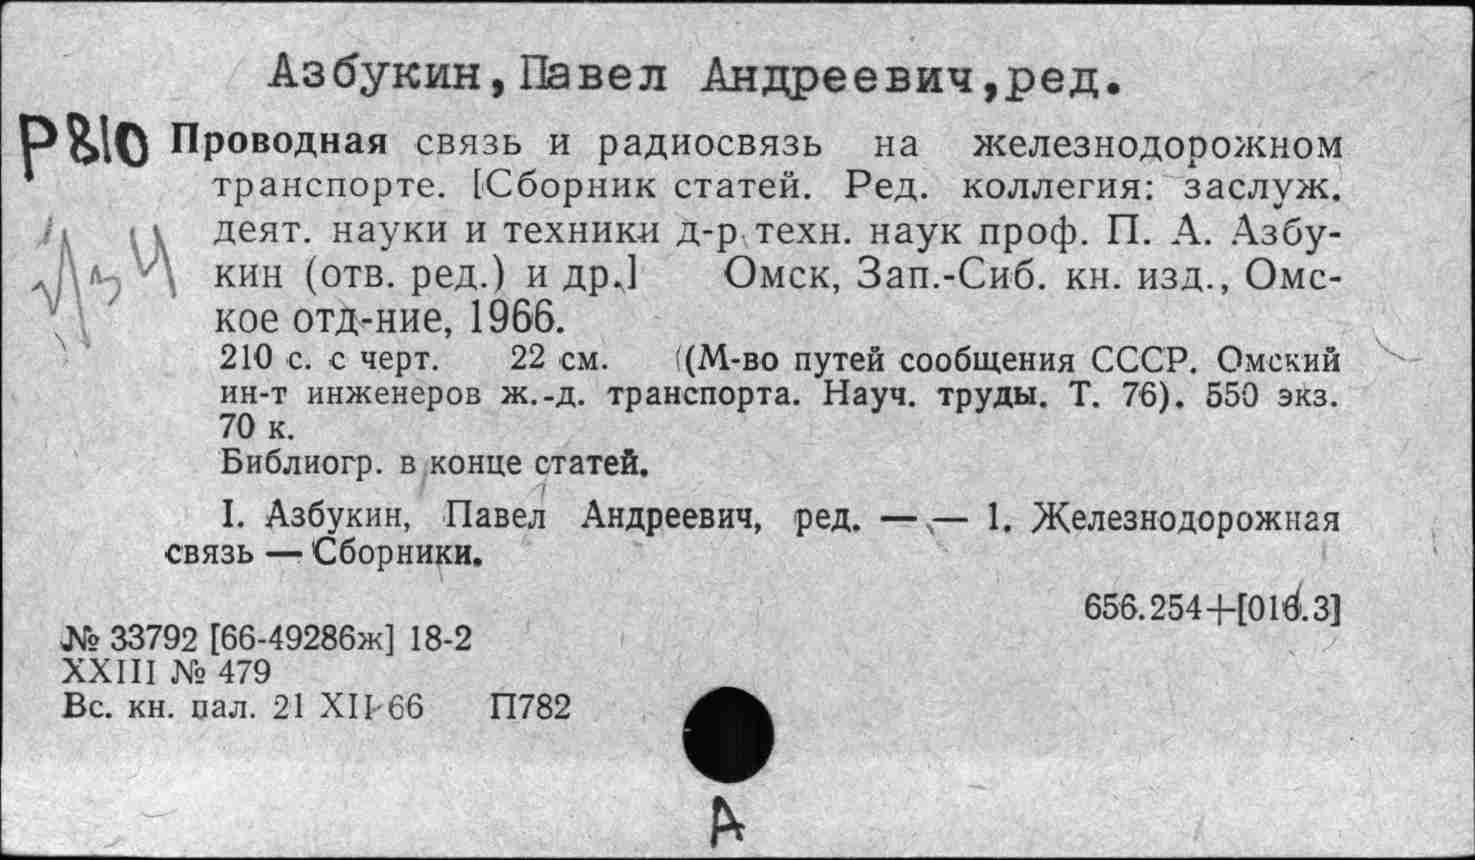 Азбукин, Павел Андреевич, ред.
Р810 Проводная связь и радиосвязь на железнодорожном
транспорте. [Сборник статей. Ред. коллегия: заслуж.
деят. науки и техники д-р техн. наук проф. П. А. Азбу-
кин (отв. ред.) и др.] Омск, Зап.-Сиб. кн. изд., Омс-
кое отд-ние, 1966.
210 с. с черт. 22 см. (М-во путей сообщения СССР. Омский
ин-т инженеров ж.-д. транспорта. Науч. труды. Т. 76). 550 экз.
70 к.
Библиогр. в конце статей.
I. Азбукин, Павел Андреевич, ред. — — 1. Железнодорожная
связь — Сборники.
656.254+[016.3]
№ 33792 [66-49286ж] 18-2
XXIII № 479
Вс. кн. пал. 21 XII 66 П782
А